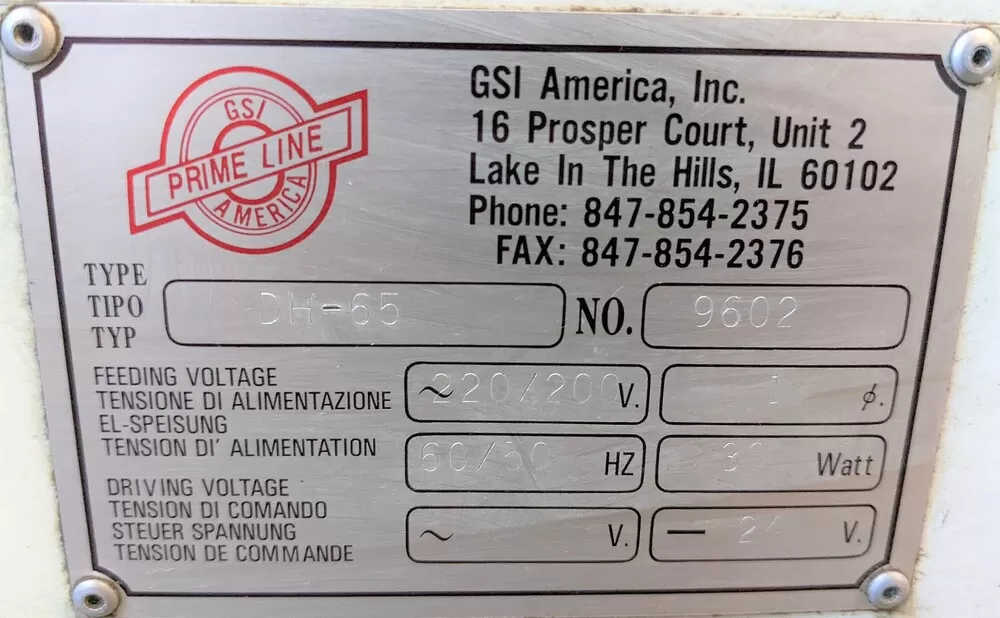 GSI
PRIME LINE
AMERICA
GSI America, Inc.
16 Prosper Court, Unit 2
Lake In The Hills, IL 60102
Phone: 847-854-2375
FAX: 847-854-2376
TYPE
TIPO
TYP
DH-65
NO.
9602
FEEDING VOLTAGE
TENSIONE DI ALIMENTAZIONE
EL-SPEISUNG
TENSION DI' ALIMENTATION
~ 220/200 V.
1 ϕ.
60/50 HZ
Watt
DRIVING VOLTAGE
TENSION DI COMANDO
STEUER SPANNUNG
TENSION DE COMMANDE
~ V.
— V.